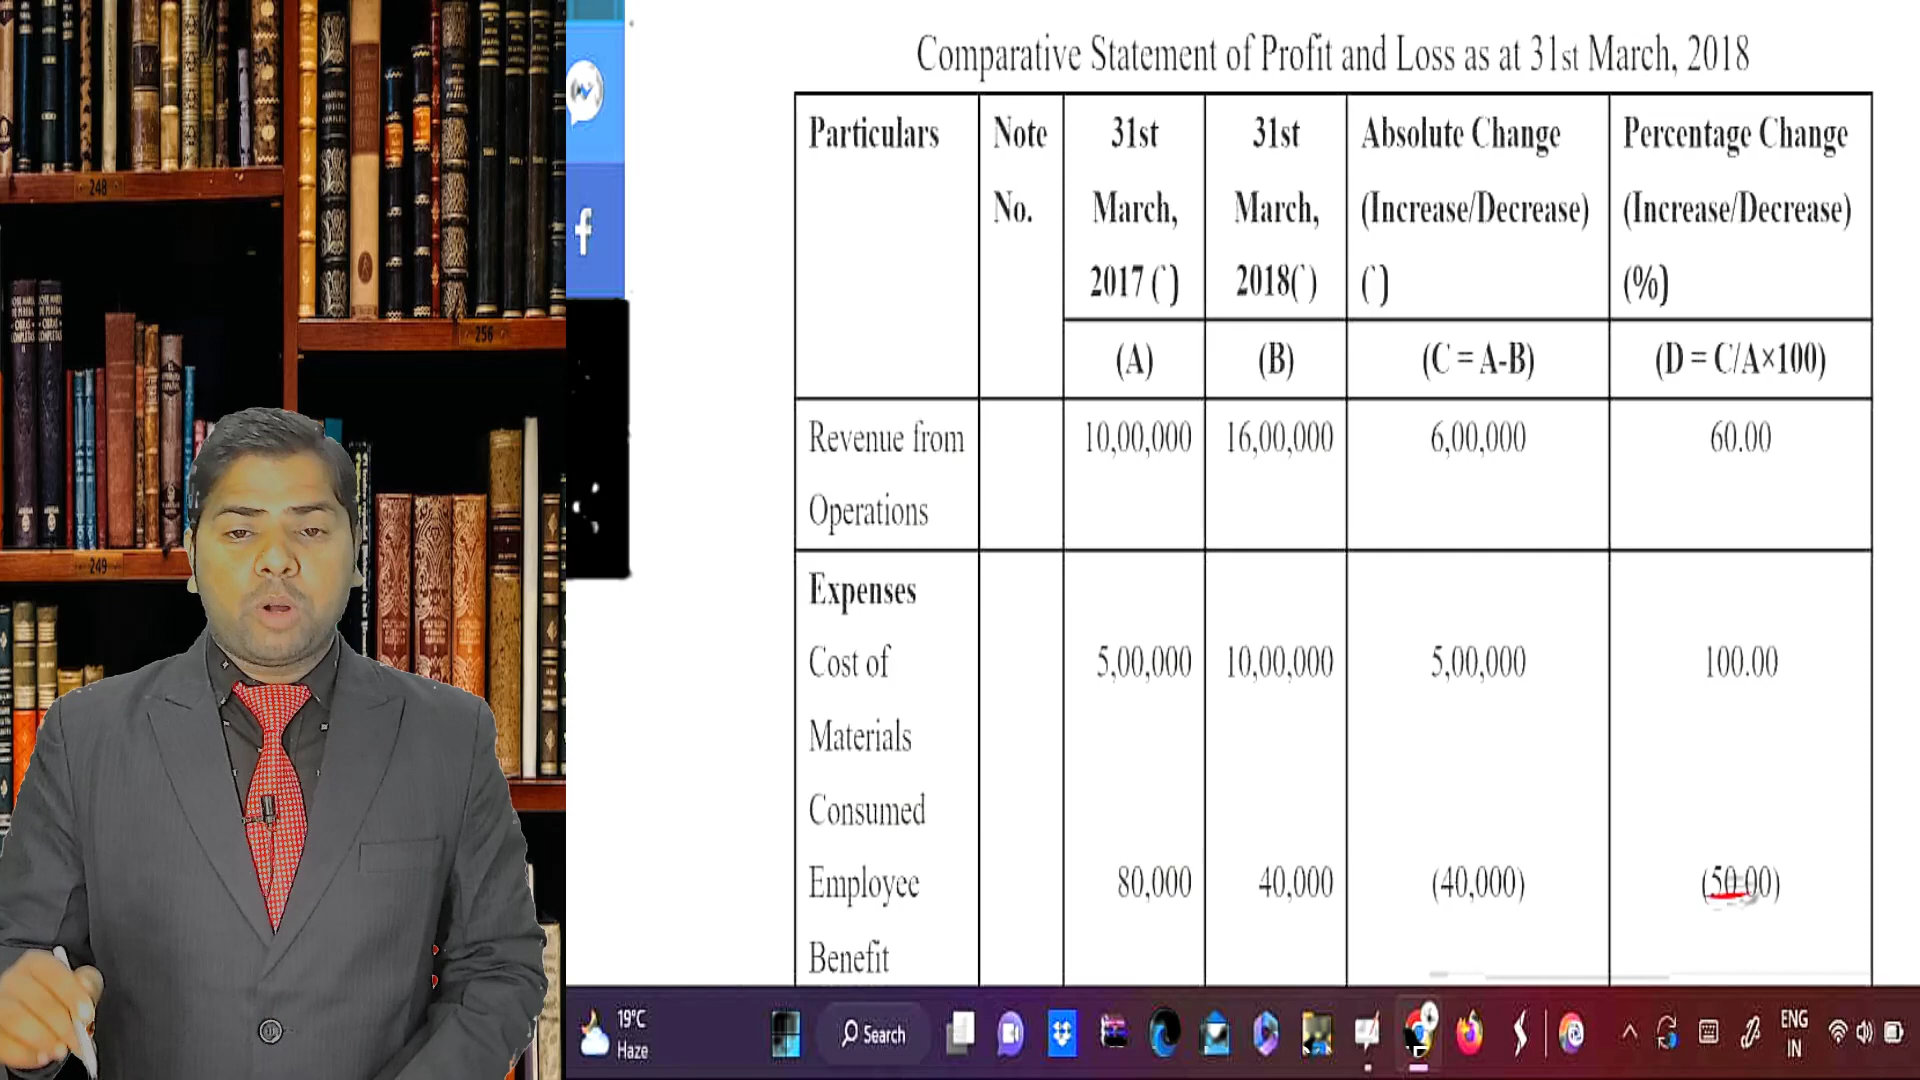 Comparative Statement of Profit and Loss as at 31st March, 2018
Particulars
Note
No.
31st
March,
2017 (`)
31st
March,
2018(`)
Absolute Change
(Increase/Decrease)
(`)
Percentage Change
(Increase/Decrease)
(%)
(A)
(B)
(C = A-B)
(D = C/A×100)
Revenue from
Operations
10,00,000
16,00,000
6,00,000
60.00
Expenses
Cost of
Materials
Consumed
5,00,000
10,00,000
5,00,000
100.00
Employee
Benefit
80,000
40,000
(40,000)
(50.00)
248
256
249
19°C
Haze
Search
ENG
IN